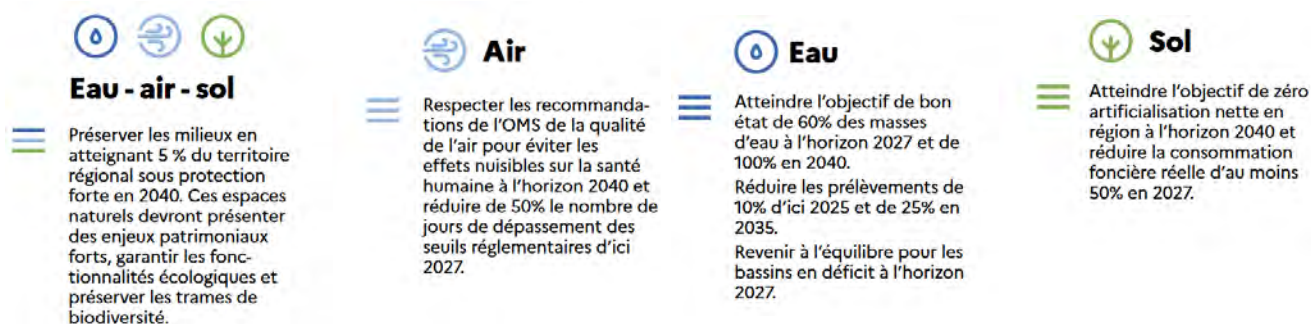 Eau - air - sol
Préserver les milieux en
atteignant 5 % du territoire
régional sous protection
forte en 2040. Ces espaces
naturels devront présenter
des enjeux patrimoniaux
forts, garantir les fonc-
tionnalités écologiques et
préserver les trames de
biodiversité.
Air
Respecter les recommanda-
tions de l'OMS de la qualité
de l'air pour éviter les
effets nuisibles sur la santé
humaine à l'horizon 2040 et
réduire de 50% le nombre de
jours de dépassement des
seuils réglementaires d'ici
2027.
Eau
Atteindre l'objectif de bon
état de 60% des masses
d'eau à l'horizon 2027 et de
100% en 2040.
Réduire les prélèvements de
10% d'ici 2025 et de 25% en
2035.
Revenir à l'équilibre pour les
bassins en déficit à l'horizon
2027.
Sol
Atteindre l'objectif de zéro
artificialisation nette en
région à l'horizon 2040 et
réduire la consommation
foncière réelle d'au moins
50% en 2027.